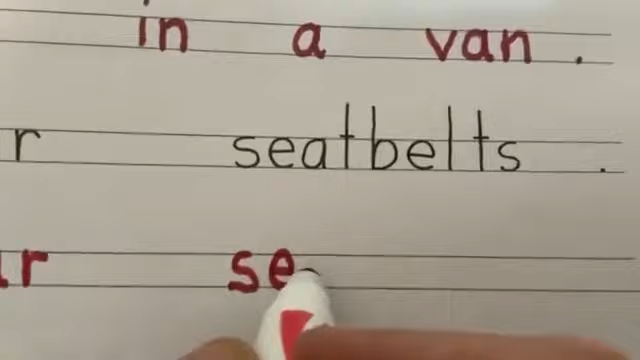 in a van .
r seatbelts .
r se